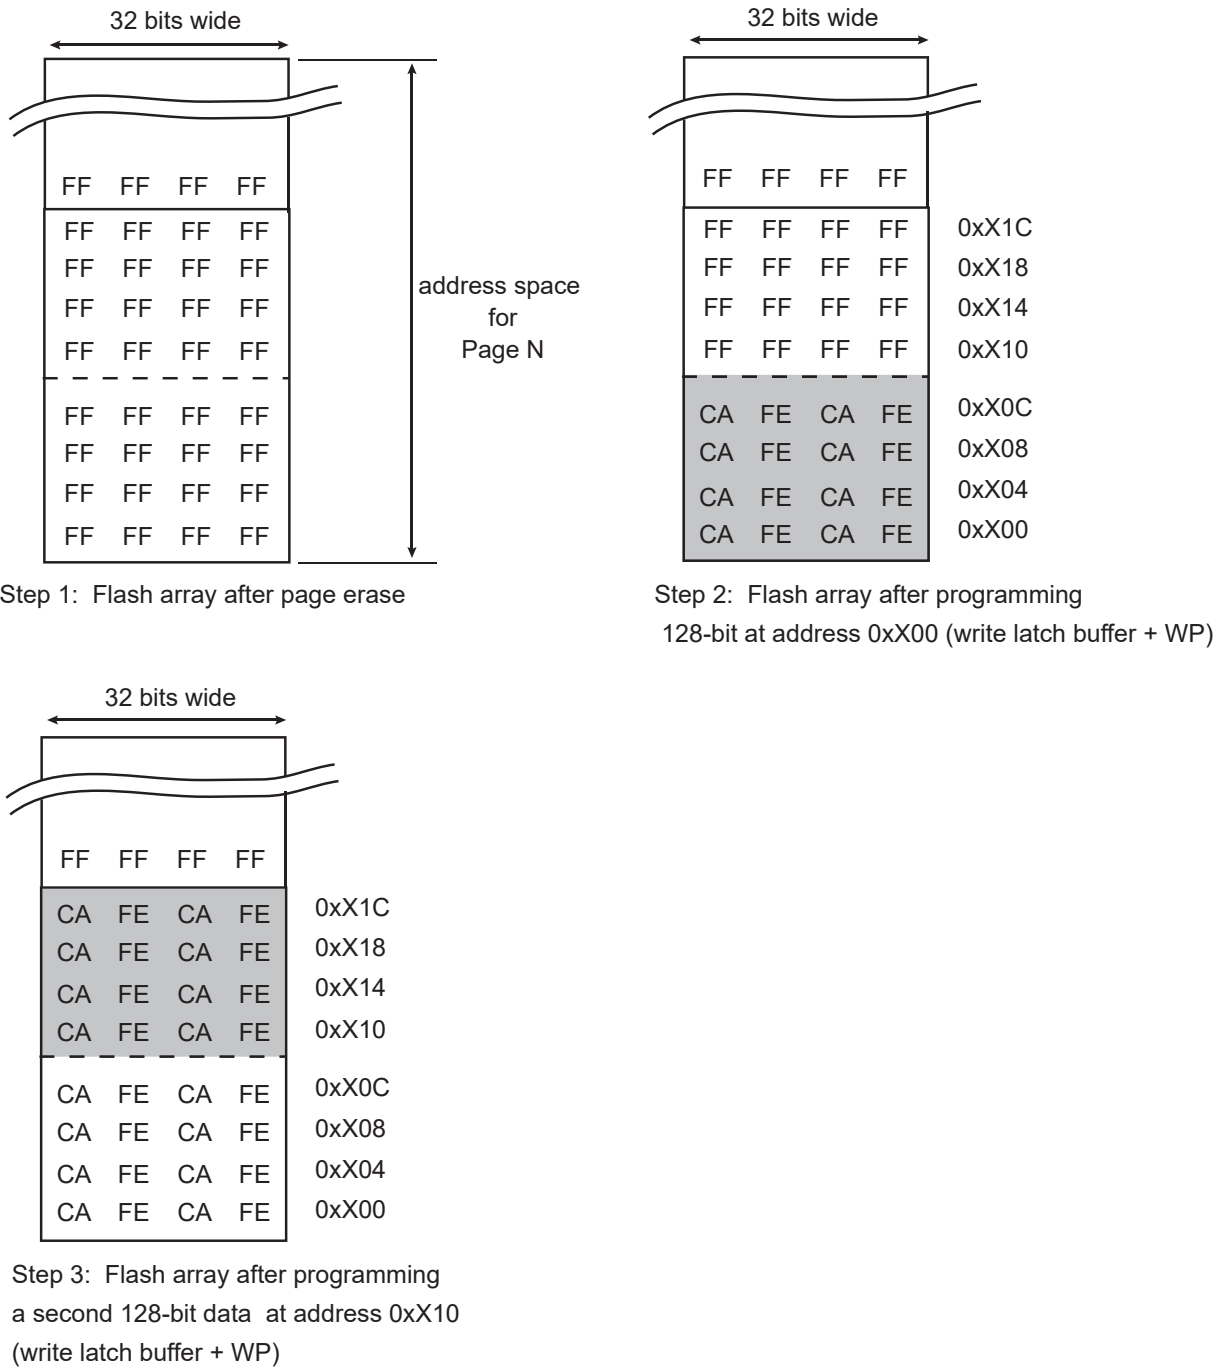 32 bits wide
FF FF FF FF
FF FF FF FF
FF FF FF FF
FF FF FF FF
FF FF FF FF
FF FF FF FF
FF FF FF FF
FF FF FF FF
FF FF FF FF
address space
for
Page N
Step 1: Flash array after page erase
32 bits wide
FF FF FF FF
FF FF FF FF 0xX1C
FF FF FF FF 0xX18
FF FF FF FF 0xX14
FF FF FF FF 0xX10
CA FE CA FE 0xX0C
CA FE CA FE 0xX08
CA FE CA FE 0xX04
CA FE CA FE 0xX00
Step 2: Flash array after programming
128-bit at address 0xX00 (write latch buffer + WP)
32 bits wide
FF FF FF FF
CA FE CA FE 0xX1C
CA FE CA FE 0xX18
CA FE CA FE 0xX14
CA FE CA FE 0xX10
CA FE CA FE 0xX0C
CA FE CA FE 0xX08
CA FE CA FE 0xX04
CA FE CA FE 0xX00
Step 3: Flash array after programming
a second 128-bit data at address 0xX10
(write latch buffer + WP)